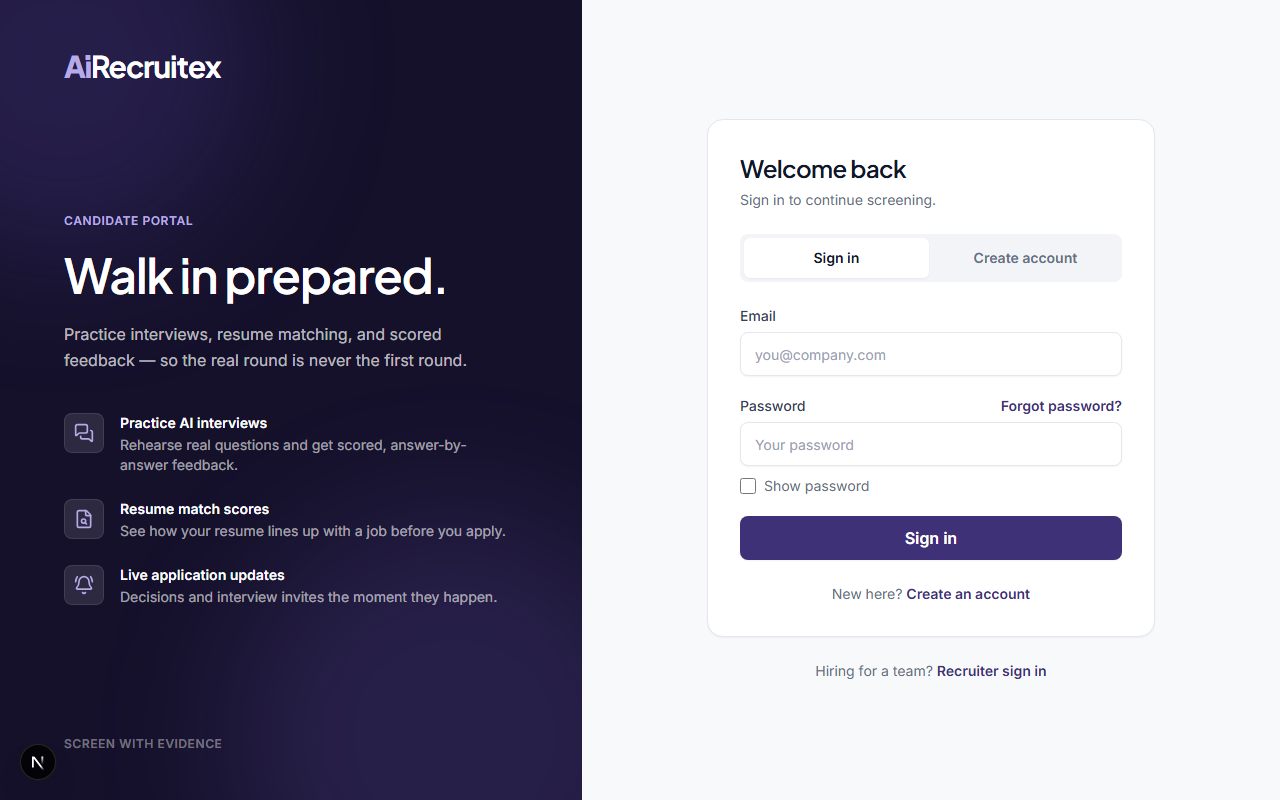 AiRecruitex
CANDIDATE PORTAL
Walk in prepared.
Practice interviews, resume matching, and scored
feedback — so the real round is never the first round.
Practice AI interviews
Rehearse real questions and get scored, answer-by-
answer feedback.
Resume match scores
See how your resume lines up with a job before you apply.
Live application updates
Decisions and interview invites the moment they happen.
SCREEN WITH EVIDENCE
N
Welcome back
Sign in to continue screening.
Sign in
Create account
Email
you@company.com
Password
Forgot password?
Your password
Show password
Sign in
New here? Create an account
Hiring for a team? Recruiter sign in